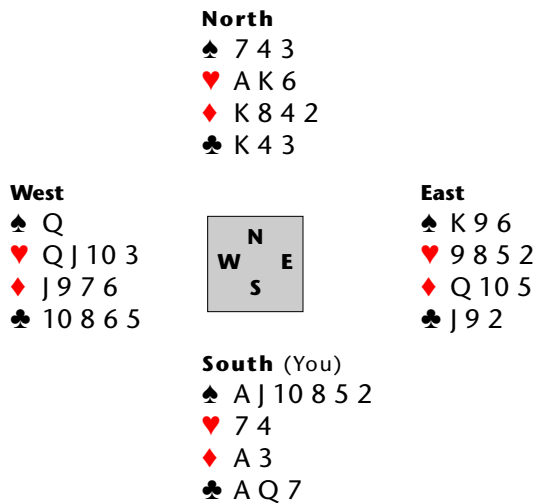 North
♠ 7 4 3
♥ A K 6
♦ K 8 4 2
♣ K 4 3
West
♠ Q
♥ Q J 10 3
♦ J 9 7 6
♣ 10 8 6 5
N
W E
S
East
♠ K 9 6
♥ 9 8 5 2
♦ Q 10 5
♣ J 9 2
South (You)
♠ A J 10 8 5 2
♥ 7 4
♦ A 3
♣ A Q 7